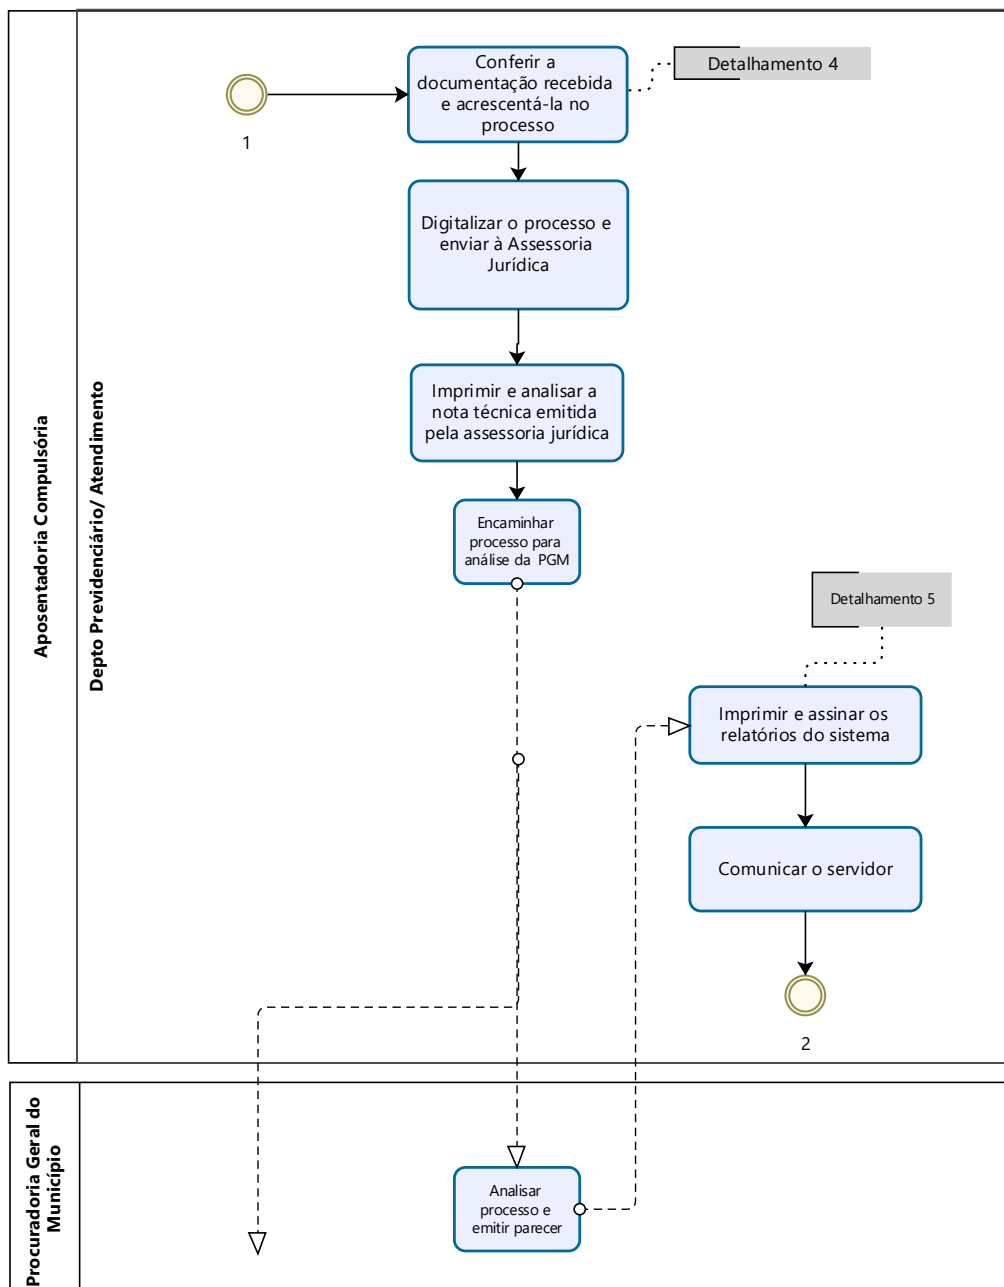 Aposentadoria Compulsória
Depto Previdenciário/ Atendimento
1
Conferir a
documentação recebida
e acrescentá-la no
processo
Detalhamento 4
Digitalizar o processo e
enviar à Assessoria
Jurídica
Imprimir e analisar a
nota técnica emitida
pela assessoria jurídica
Encaminhar
processo para
análise da PGM
Detalhamento 5
Imprimir e assinar os
relatórios do sistema
Comunicar o servidor
2
Procuradoria Geral do
Município
Analisar
processo e
emitir parecer